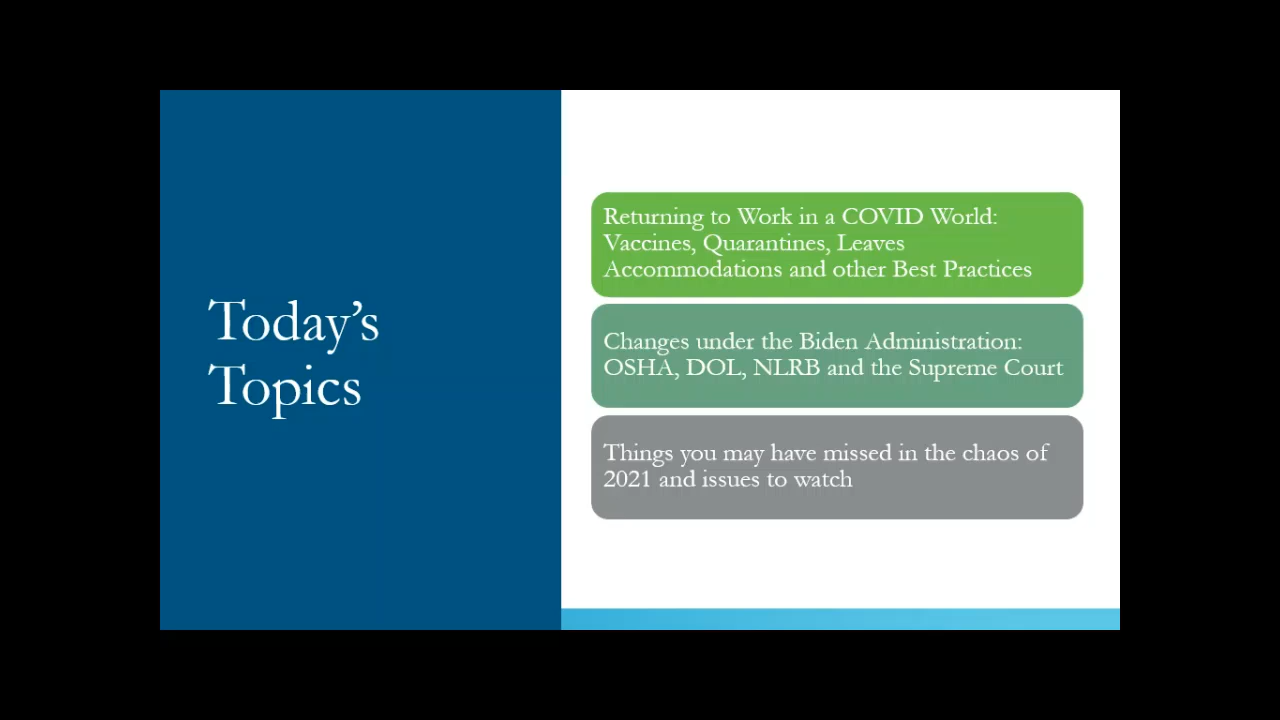 Today’s
Topics
Returning to Work in a COVID World:
Vaccines, Quarantines, Leaves
Accommodations and other Best Practices
Changes under the Biden Administration:
OSHA, DOL, NLRB and the Supreme Court
Things you may have missed in the chaos of
2021 and issues to watch